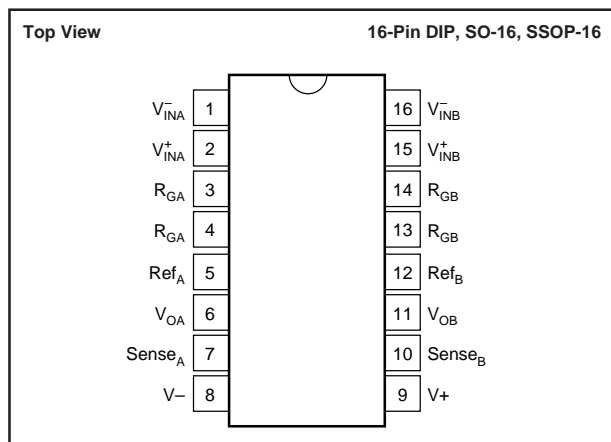 Top View 16-Pin DIP, SO-16, SSOP-16
V⁻INA 1 16 V⁻INB
V⁺INA 2 15 V⁺INB
RGA 3 14 RGB
RGA 4 13 RGB
RefA 5 12 RefB
VOA 6 11 VOB
SenseA 7 10 SenseB
V– 8 9 V+